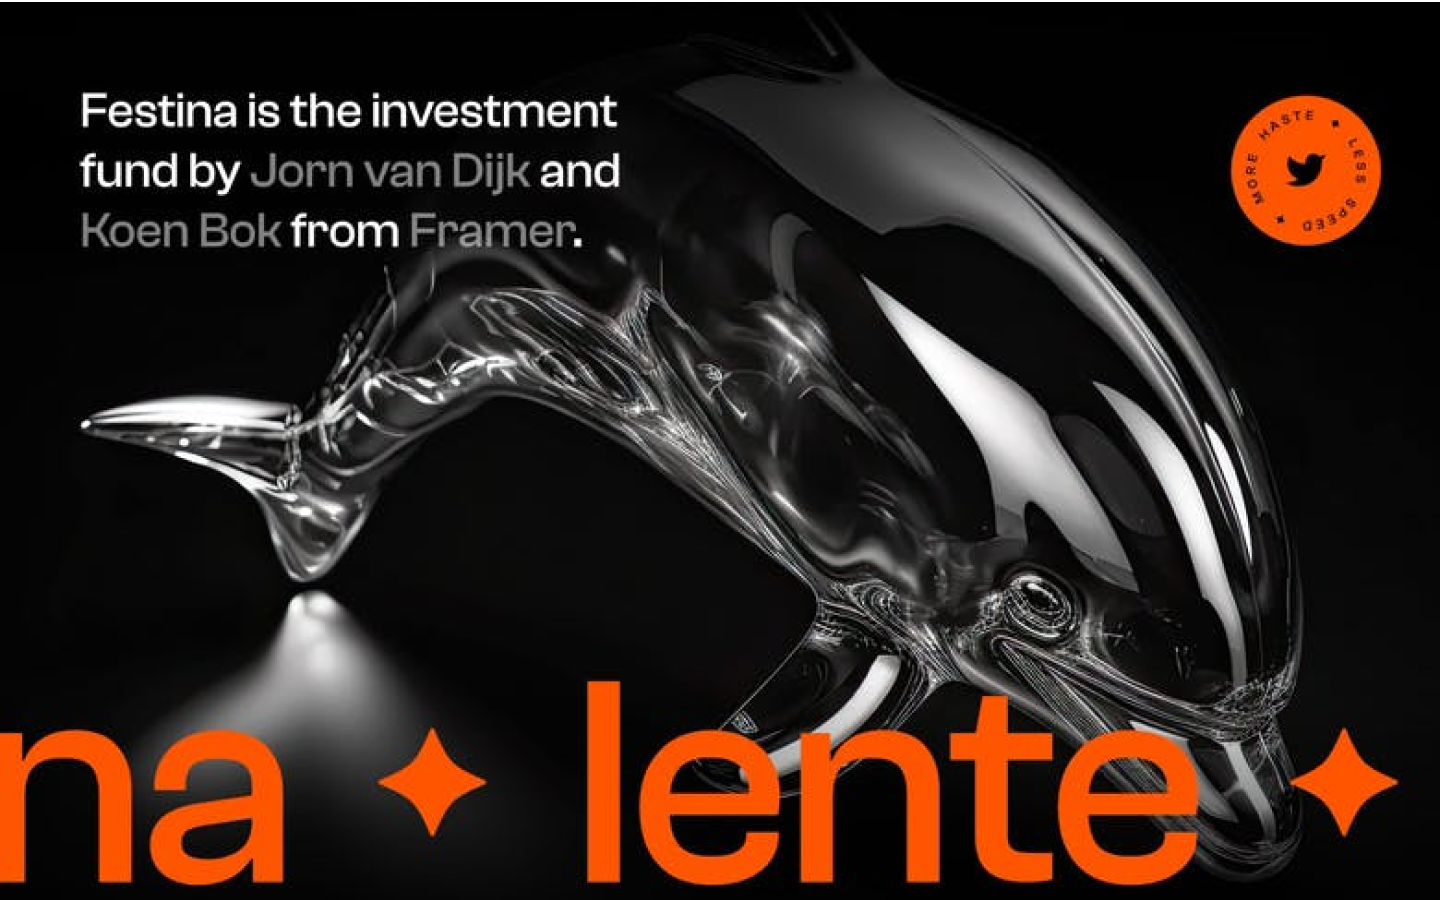 Festina is the investment
fund by Jorn van Dijk and
Koen Bok from Framer.
MORE HASTE ✦ LESS SPEED ✦
na ✦ lente ✦